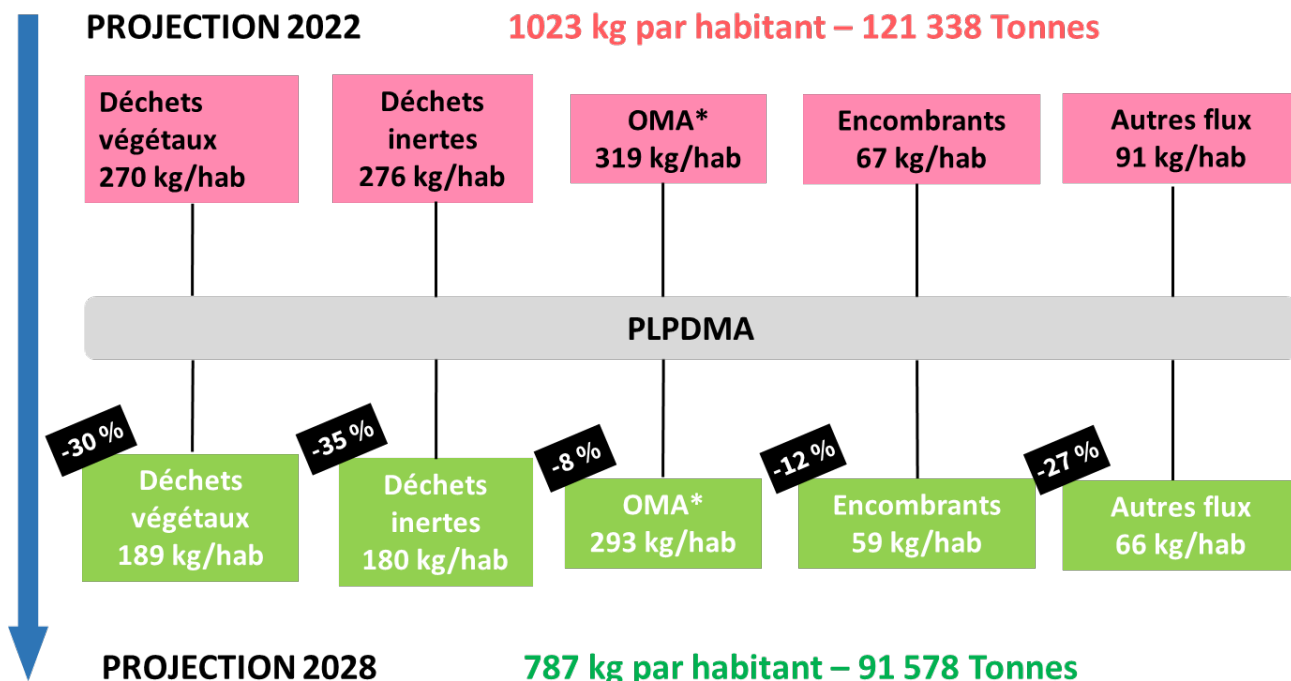 PROJECTION 2022
1023 kg par habitant – 121 338 Tonnes
Déchets
végétaux
270 kg/hab
Déchets
inertes
276 kg/hab
OMA*
319 kg/hab
Encombrants
67 kg/hab
Autres flux
91 kg/hab
PLPDMA
-30 %
Déchets
végétaux
189 kg/hab
-35 %
Déchets
inertes
180 kg/hab
-8 %
OMA*
293 kg/hab
-12 %
Encombrants
59 kg/hab
-27 %
Autres flux
66 kg/hab
PROJECTION 2028
787 kg par habitant – 91 578 Tonnes